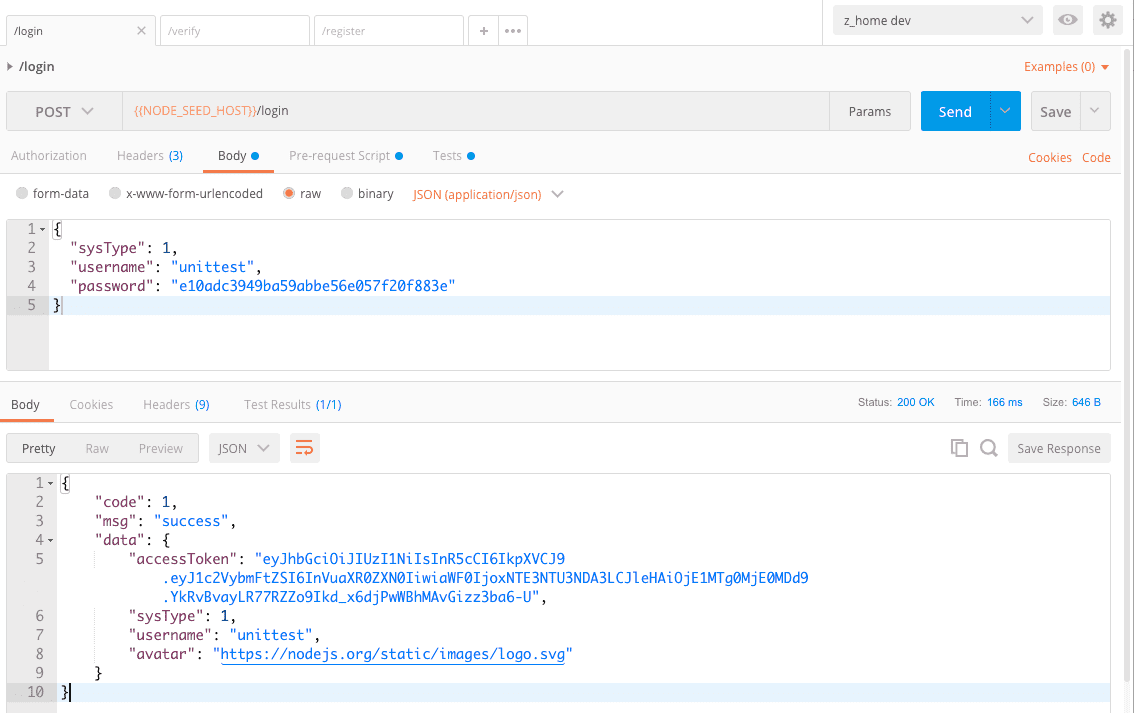 /login /verify /register + ••• z_home dev
/login Examples (0)
POST {{NODE_SEED_HOST}}/login Params Send Save
Authorization Headers (3) Body Pre-request Script Tests Cookies Code
form-data x-www-form-urlencoded raw binary JSON (application/json)
1 {
2 "sysType": 1,
3 "username": "unittest",
4 "password": "e10adc3949ba59abbe56e057f20f883e"
5 }
Body Cookies Headers (9) Test Results (1/1) Status: 200 OK Time: 166 ms Size: 646 B
Pretty Raw Preview JSON Save Response
1 {
2 "code": 1,
3 "msg": "success",
4 "data": {
5 "accessToken": "eyJhbGciOiJIUzI1NiIsInR5cCI6IkpXVCJ9
.eyJ1c2VybmFtZSI6InVuaXR0ZXN0IiwiaWF0IjoxNTE3NTU3NDA3LCJleHAiOjE1MTg0MjE0MDd9
.YkRvBvayLR77RZZo9Ikd_x6djPwWBhMAvGizz3ba6-U",
6 "sysType": 1,
7 "username": "unittest",
8 "avatar": "https://nodejs.org/static/images/logo.svg"
9 }
10 }